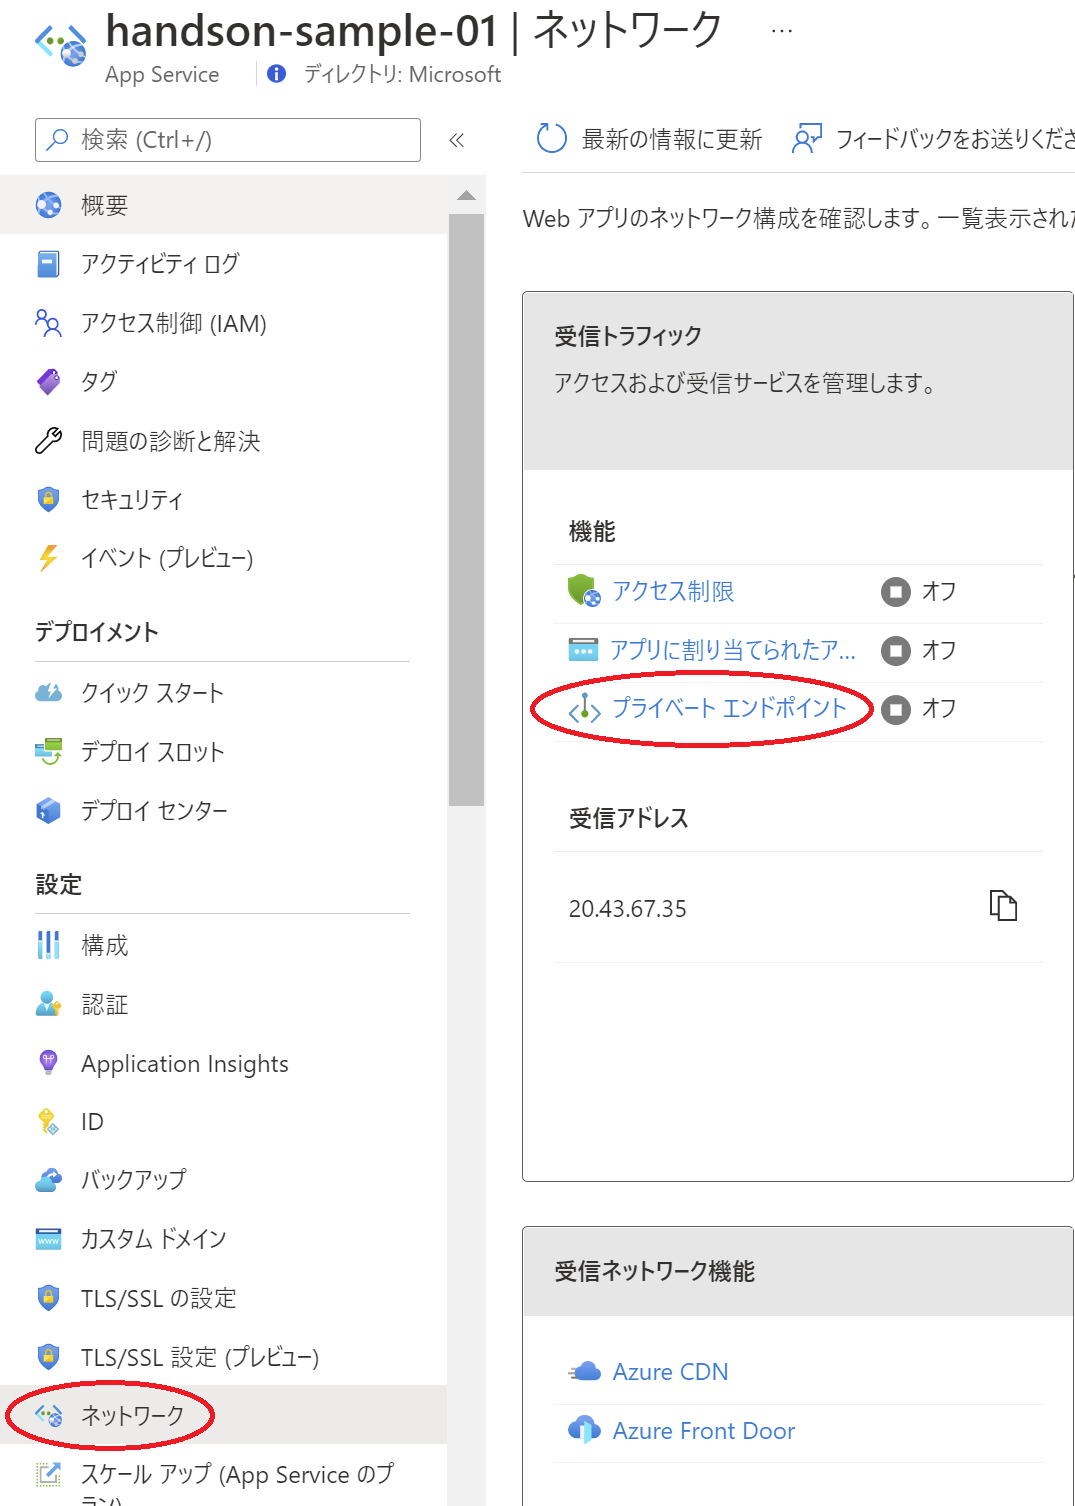 handson-sample-01 | ネットワーク ...
App Service
ディレクトリ: Microsoft
検索 (Ctrl+/)
«
概要
アクティビティ ログ
アクセス制御 (IAM)
タグ
問題の診断と解決
セキュリティ
イベント (プレビュー)
デプロイメント
クイック スタート
デプロイ スロット
デプロイ センター
設定
構成
認証
Application Insights
ID
バックアップ
カスタム ドメイン
TLS/SSL の設定
TLS/SSL 設定 (プレビュー)
ネットワーク
スケール アップ (App Service のプ
ラン)
最新の情報に更新
フィードバックをお送りくださ
Web アプリのネットワーク構成を確認します。一覧表示された
受信トラフィック
アクセスおよび受信サービスを管理します。
機能
アクセス制限 オフ
アプリに割り当てられたア... オフ
プライベート エンドポイント オフ
受信アドレス
20.43.67.35
受信ネットワーク機能
Azure CDN
Azure Front Door